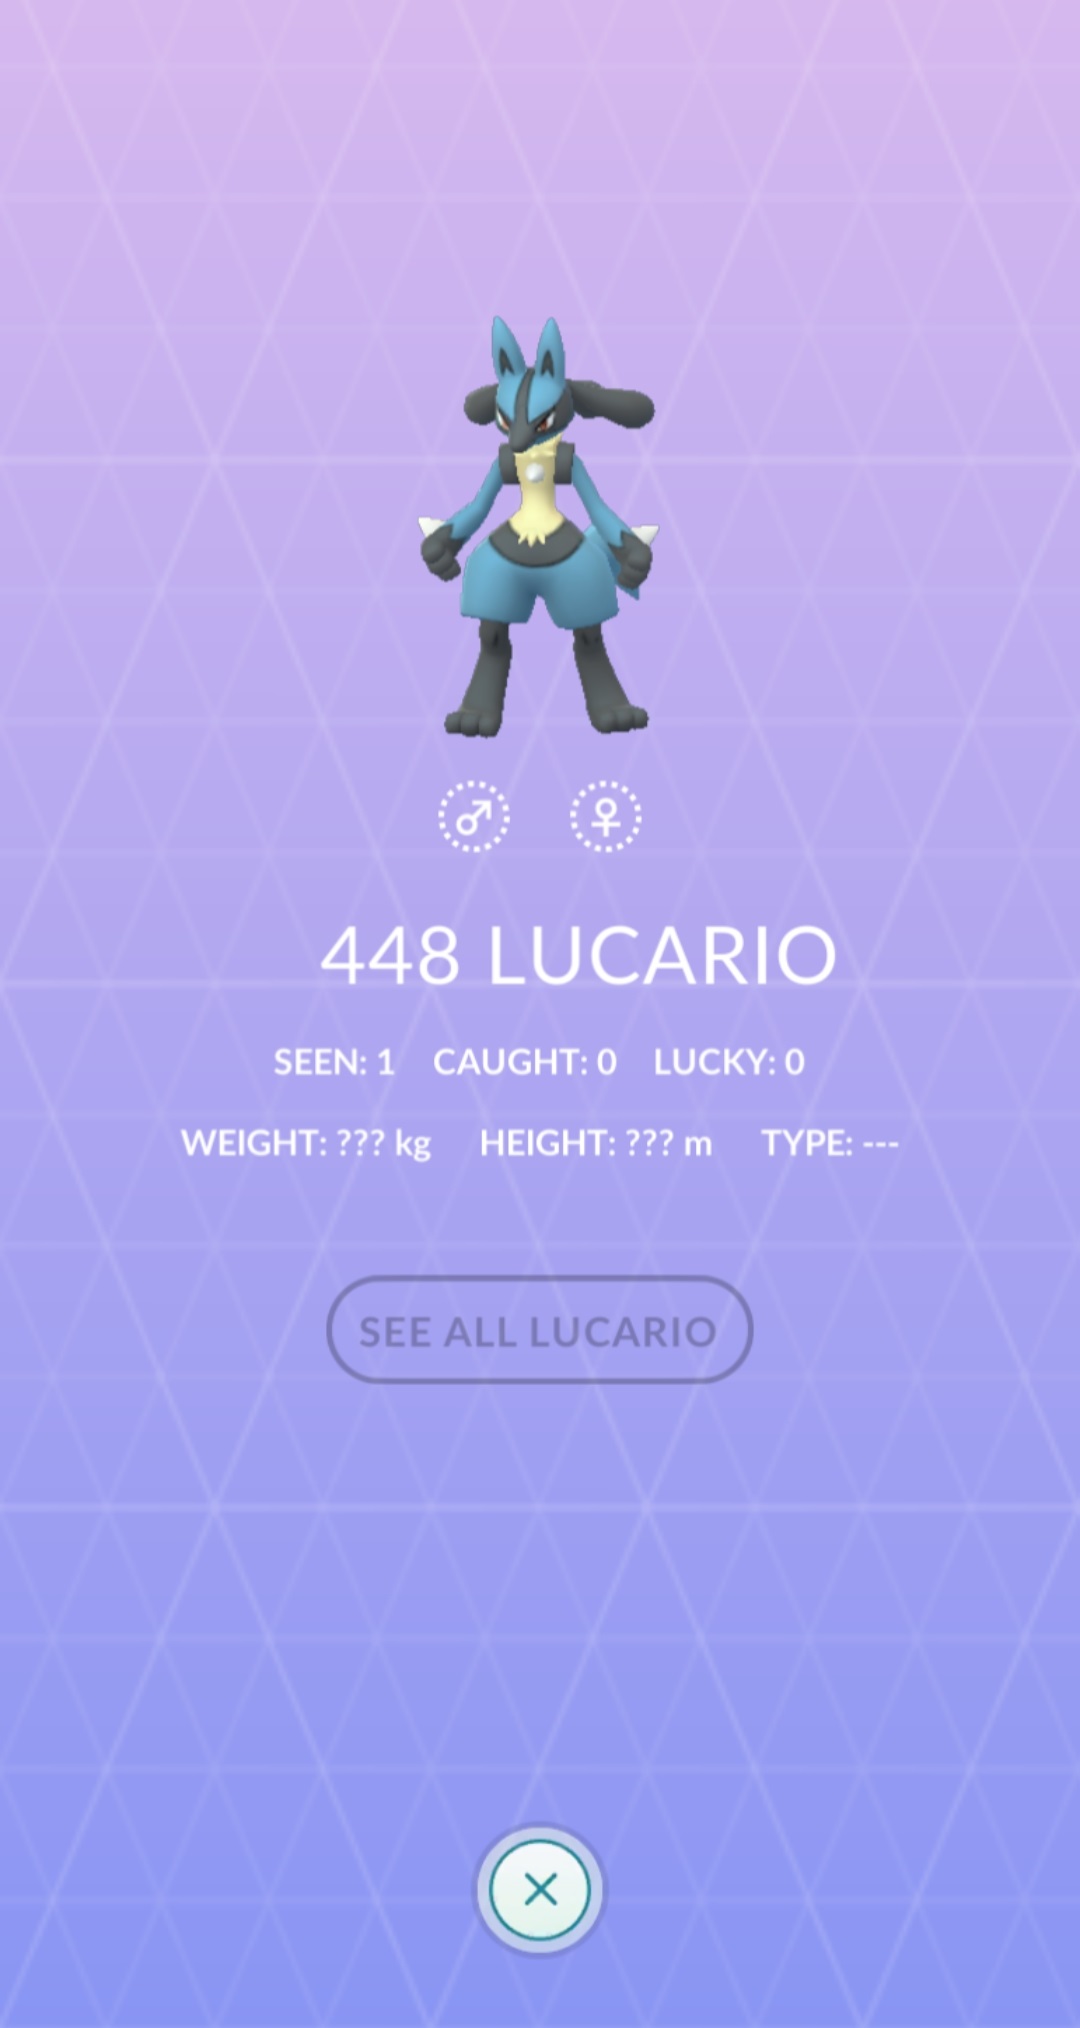 448 LUCARIO
SEEN: 1 CAUGHT: 0 LUCKY: 0
WEIGHT: ??? kg HEIGHT: ??? m TYPE: ---
SEE ALL LUCARIO